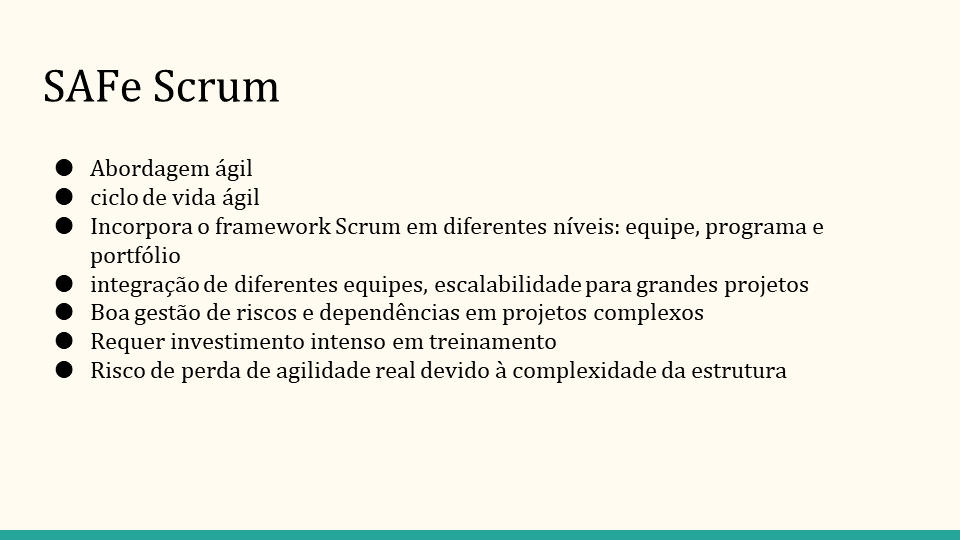 SAFe Scrum
● Abordagem ágil
● ciclo de vida ágil
● Incorpora o framework Scrum em diferentes níveis: equipe, programa e
portfólio
● integração de diferentes equipes, escalabilidade para grandes projetos
● Boa gestão de riscos e dependências em projetos complexos
● Requer investimento intenso em treinamento
● Risco de perda de agilidade real devido à complexidade da estrutura